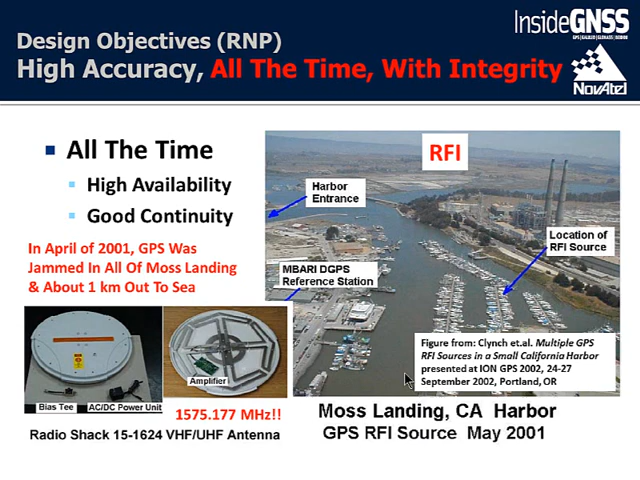 InsideGNSS
GPS | GALILEO | GLONASS | BEIDOU
Design Objectives (RNP)
High Accuracy, All The Time, With Integrity
NovAtel
All The Time
High Availability
Good Continuity
In April of 2001, GPS Was
Jammed In All Of Moss Landing
& About 1 km Out To Sea
RFI
Harbor
Entrance
Location of
RFI Source
MBARI DGPS
Reference Station
Figure from: Clynch et.al. Multiple GPS
RFI Sources in a Small California Harbor
presented at ION GPS 2002, 24-27
September 2002, Portland, OR
Bias Tee
AC/DC Power Unit
Amplifier
1575.177 MHz!!
Radio Shack 15-1624 VHF/UHF Antenna
Moss Landing, CA Harbor
GPS RFI Source May 2001